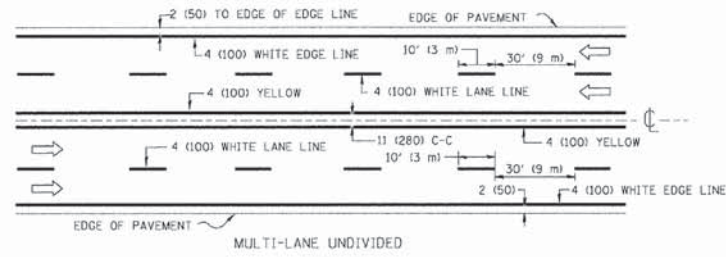 2 (50) TO EDGE OF EDGE LINE
EDGE OF PAVEMENT
4 (100) WHITE EDGE LINE
10' (3 m)
30' (9 m)
4 (100) YELLOW
4 (100) WHITE LANE LINE
℄
4 (100) WHITE LANE LINE
11 (280) C-C
4 (100) YELLOW
10' (3 m)
30' (9 m)
2 (50)
4 (100) WHITE EDGE LINE
EDGE OF PAVEMENT
MULTI-LANE UNDIVIDED